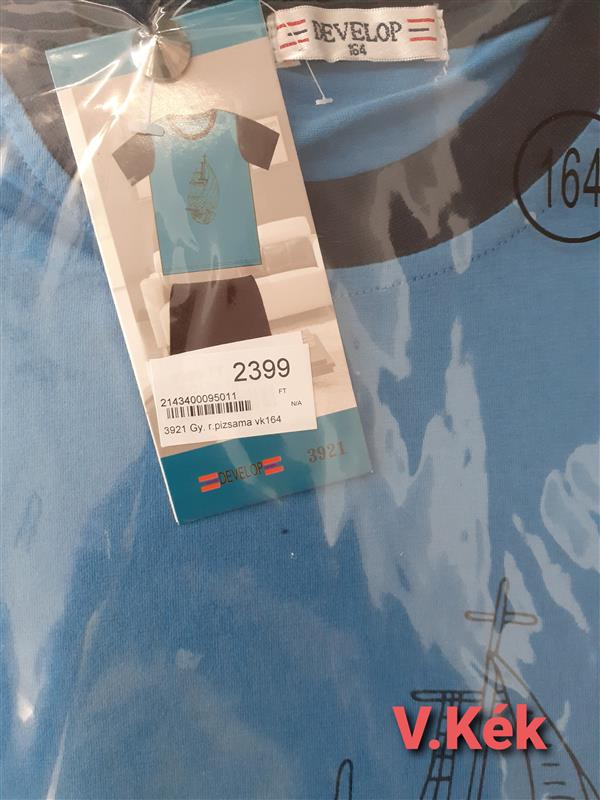 DEVELOP
164
164
2399
FT
2143400095011
N/A
3921 Gy. r.pizsama vk164
DEVELOP
3921
V.Kék